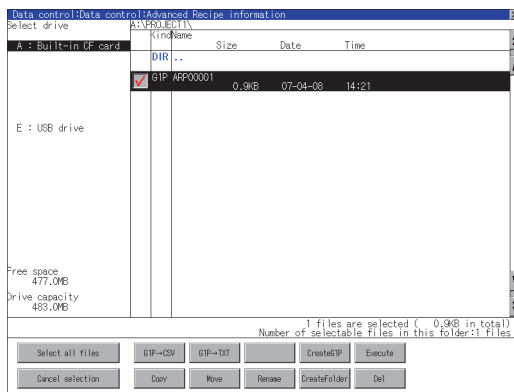 Data control:Data control:Advanced Recipe information
Select drive
A:\PROJECT1\
Kind Name
Size Date Time
A : Built-in CF card
DIR ..
G1P ARP00001
0.9KB 07-04-08 14:21
E : USB drive
Free space
477.0MB
Drive capacity
483.0MB
1 files are selected ( 0.9KB in total)
Number of selectable files in this folder:1 files
Select all files G1P→CSV G1P→TXT CreateG1P Execute
Cancel selection Copy Move Rename CreateFolder Del